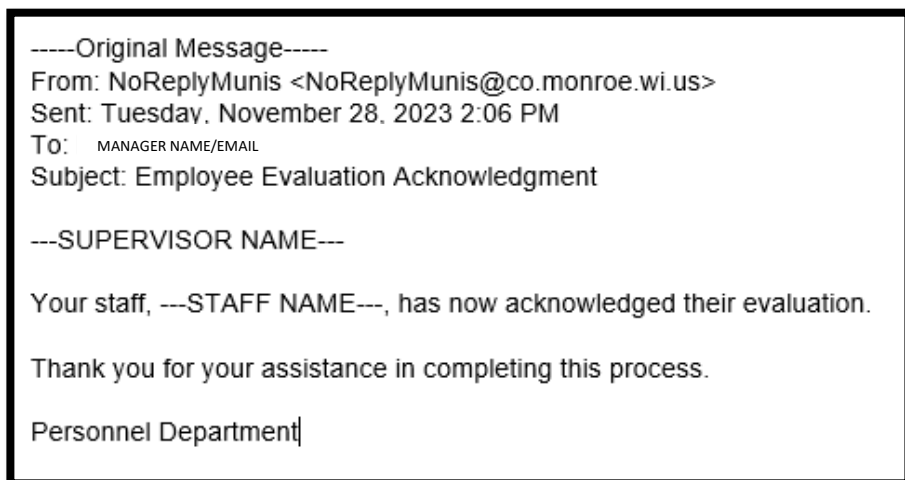 -----Original Message-----
From: NoReplyMunis <NoReplyMunis@co.monroe.wi.us>
Sent: Tuesday, November 28, 2023 2:06 PM
To: MANAGER NAME/EMAIL
Subject: Employee Evaluation Acknowledgment
---SUPERVISOR NAME---
Your staff, ---STAFF NAME---, has now acknowledged their evaluation.
Thank you for your assistance in completing this process.
Personnel Department